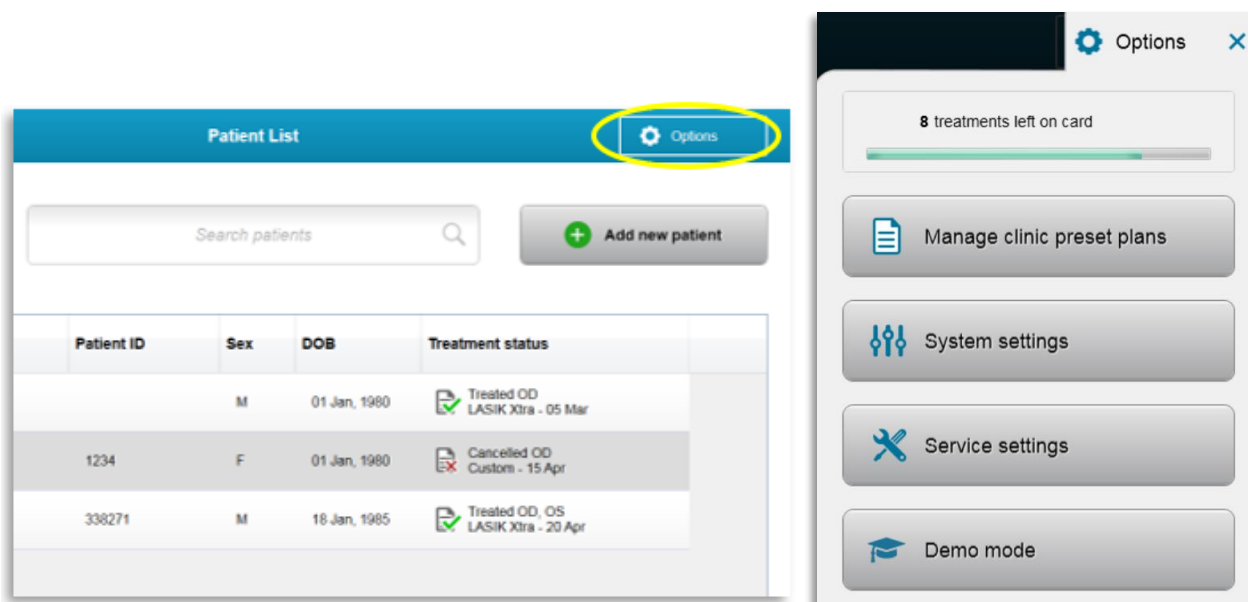 Patient List
Options
Search patients
Add new patient
Patient ID Sex DOB Treatment status
M 01 Jan, 1980 Treated OD
LASIK Xtra - 05 Mar
1234 F 01 Jan, 1980 Cancelled OD
Custom - 15 Apr
338271 M 18 Jan, 1985 Treated OD, OS
LASIK Xtra - 20 Apr
Options
8 treatments left on card
Manage clinic preset plans
System settings
Service settings
Demo mode